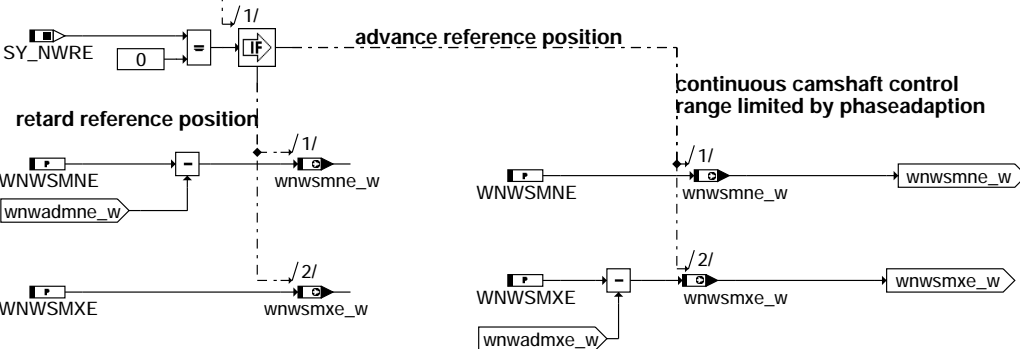 /1/
SY_NWRE
0
=
IF
advance reference position
continuous camshaft control
range limited by phaseadaption
retard reference position
/1/
/1/
P
WNWSMNE
-
wnwsmne_w
P
WNWSMNE
wnwsmne_w
wnwsmne_w
wnwadmne_w
/2/
/2/
P
WNWSMXE
wnwsmxe_w
P
WNWSMXE
-
wnwsmxe_w
wnwsmxe_w
wnwadmxe_w